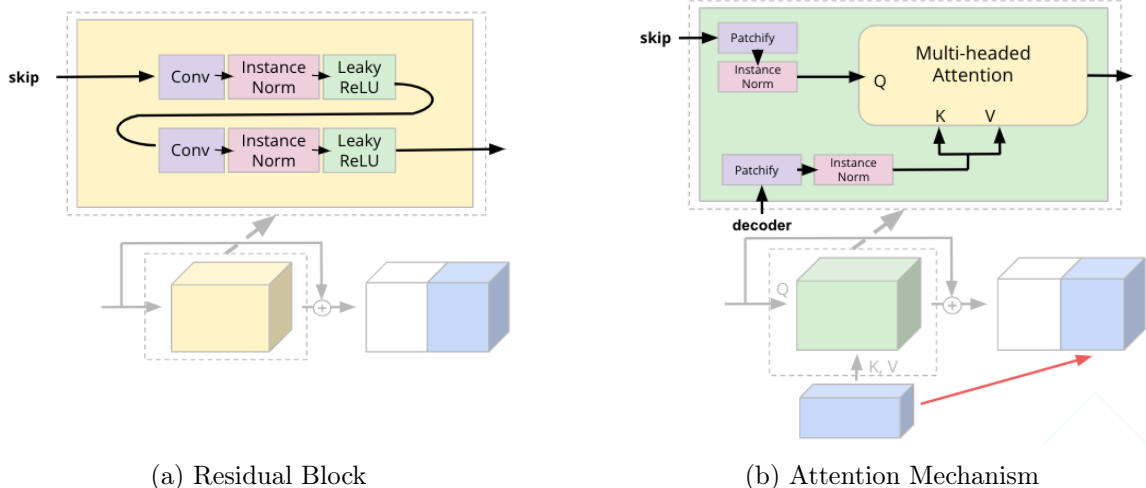 skip
Conv
Instance
Norm
Leaky
ReLU
Conv
Instance
Norm
Leaky
ReLU
+
(a) Residual Block
skip
Patchify
Instance
Norm
Multi-headed
Attention
Q
K V
Patchify
Instance
Norm
decoder
Q
+
K, V
(b) Attention Mechanism